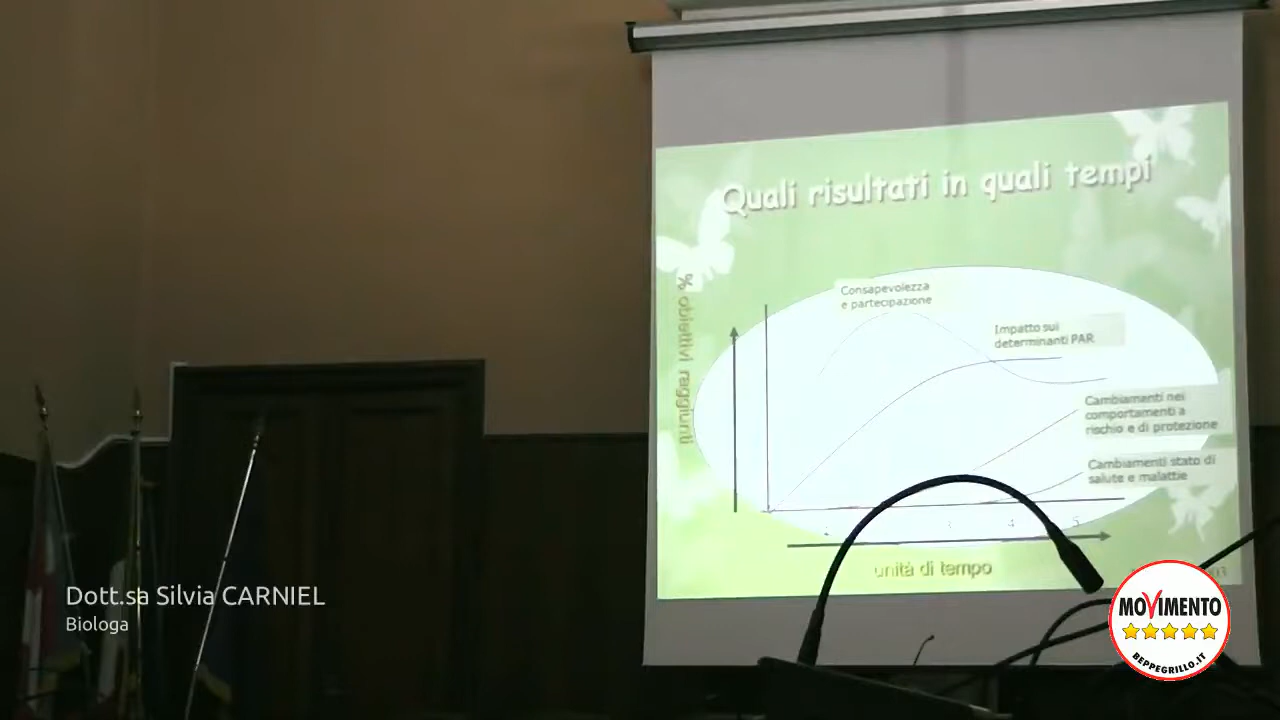 Quali risultati in quali tempi
% obiettivi raggiunti
Consapevolezza
e partecipazione
Impatto sui
determinanti PAR
Cambiamenti nei
comportamenti a
rischio e di protezione
Cambiamenti stato di
salute e malattie
3
4
5
unità di tempo
Dott.sa Silvia CARNIEL
Biologa
MOVIMENTO
BEPPEGRILLO.IT